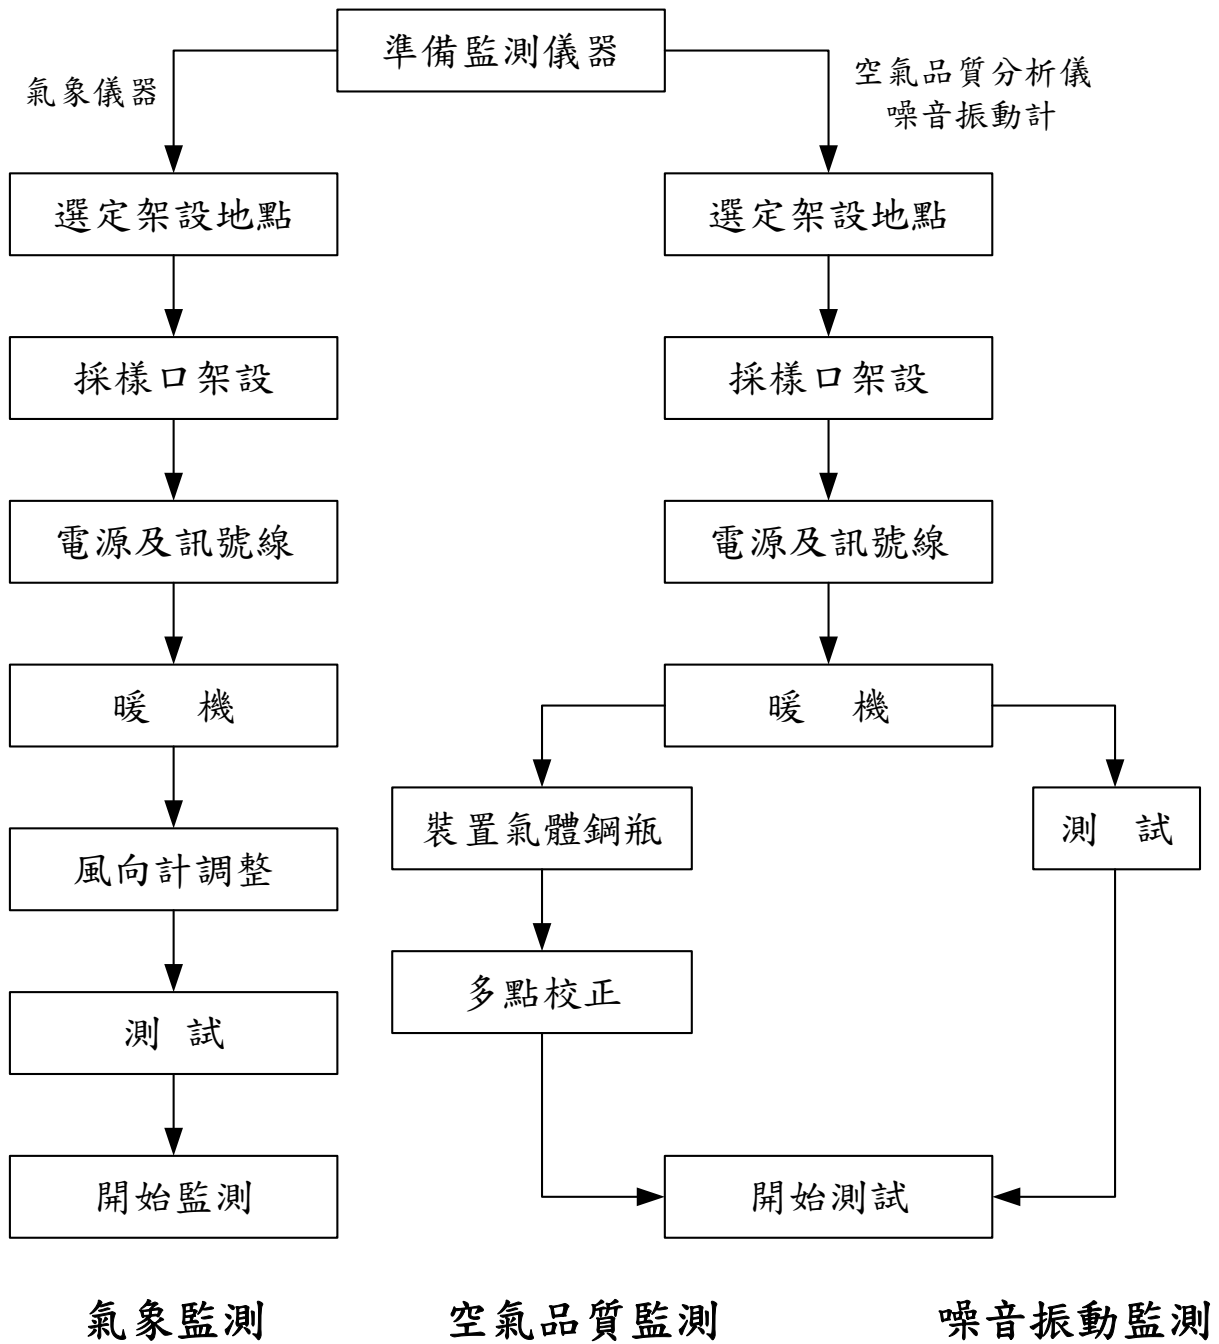 準備監測儀器
氣象儀器
空氣品質分析儀
噪音振動計
選定架設地點
選定架設地點
採樣口架設
採樣口架設
電源及訊號線
電源及訊號線
暖 機
暖 機
裝置氣體鋼瓶
測 試
風向計調整
多點校正
測 試
開始監測
開始測試
氣象監測
空氣品質監測
噪音振動監測